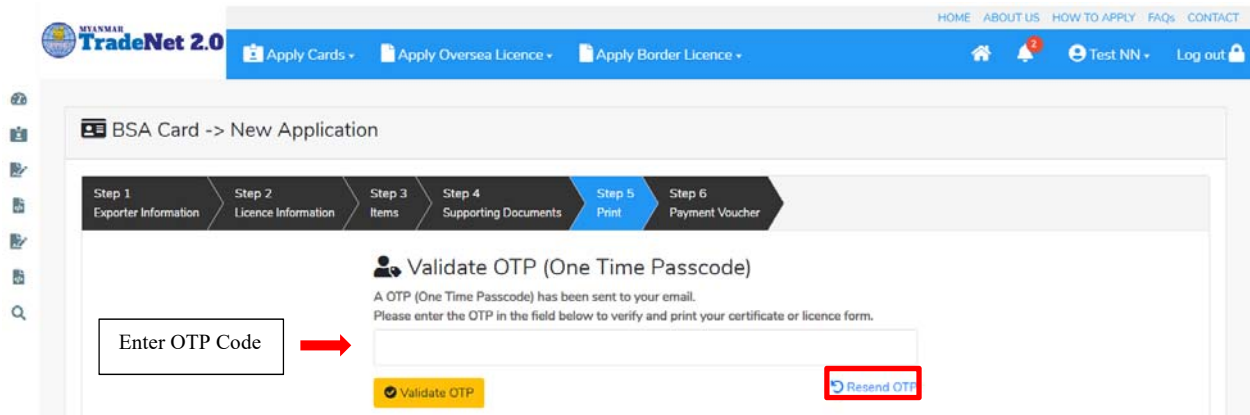 HOME ABOUT US HOW TO APPLY FAQs CONTACT
MYANMAR
TradeNet 2.0
Apply Cards Apply Oversea Licence Apply Border Licence 2 Test NN Log out
BSA Card -> New Application
Step 1 Step 2 Step 3 Step 4 Step 5 Step 6
Exporter Information Licence Information Items Supporting Documents Print Payment Voucher
Validate OTP (One Time Passcode)
A OTP (One Time Passcode) has been sent to your email.
Please enter the OTP in the field below to verify and print your certificate or licence form.
Enter OTP Code
Validate OTP Resend OTP